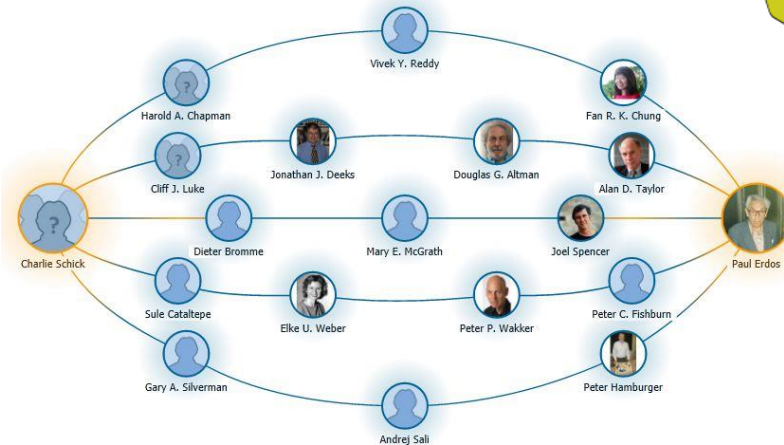 Vivek Y. Reddy
Harold A. Chapman
Fan R. K. Chung
Cliff J. Luke
Jonathan J. Deeks
Douglas G. Altman
Alan D. Taylor
Charlie Schick
Dieter Bromme
Mary E. McGrath
Joel Spencer
Paul Erdos
Sule Cataltepe
Elke U. Weber
Peter P. Wakker
Peter C. Fishburn
Gary A. Silverman
Peter Hamburger
Andrej Sali